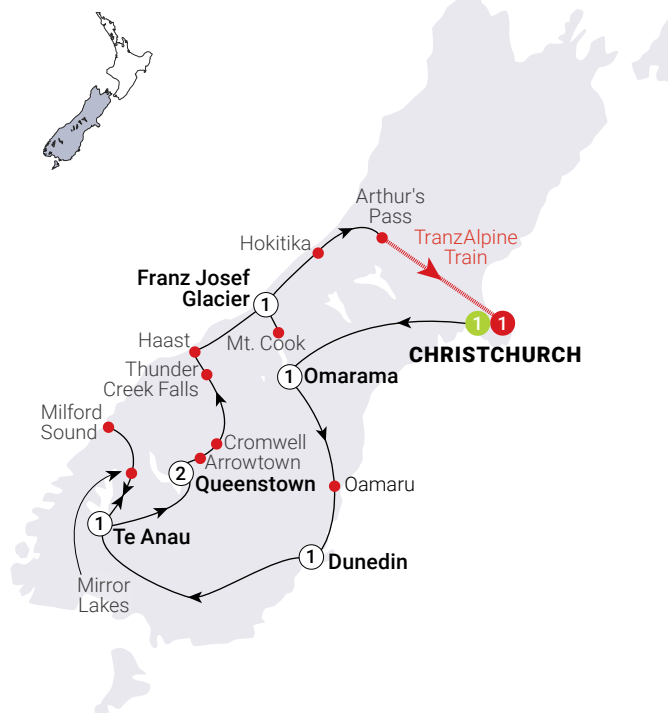 Arthur's
Pass
TranzAlpine
Train
Hokitika
Franz Josef
Glacier
1
1
1
CHRISTCHURCH
Mt. Cook
Haast
Thunder
Creek Falls
1
Omarama
Milford
Sound
Cromwell
Arrowtown
2
Queenstown
Oamaru
1
Te Anau
1
Dunedin
Mirror
Lakes